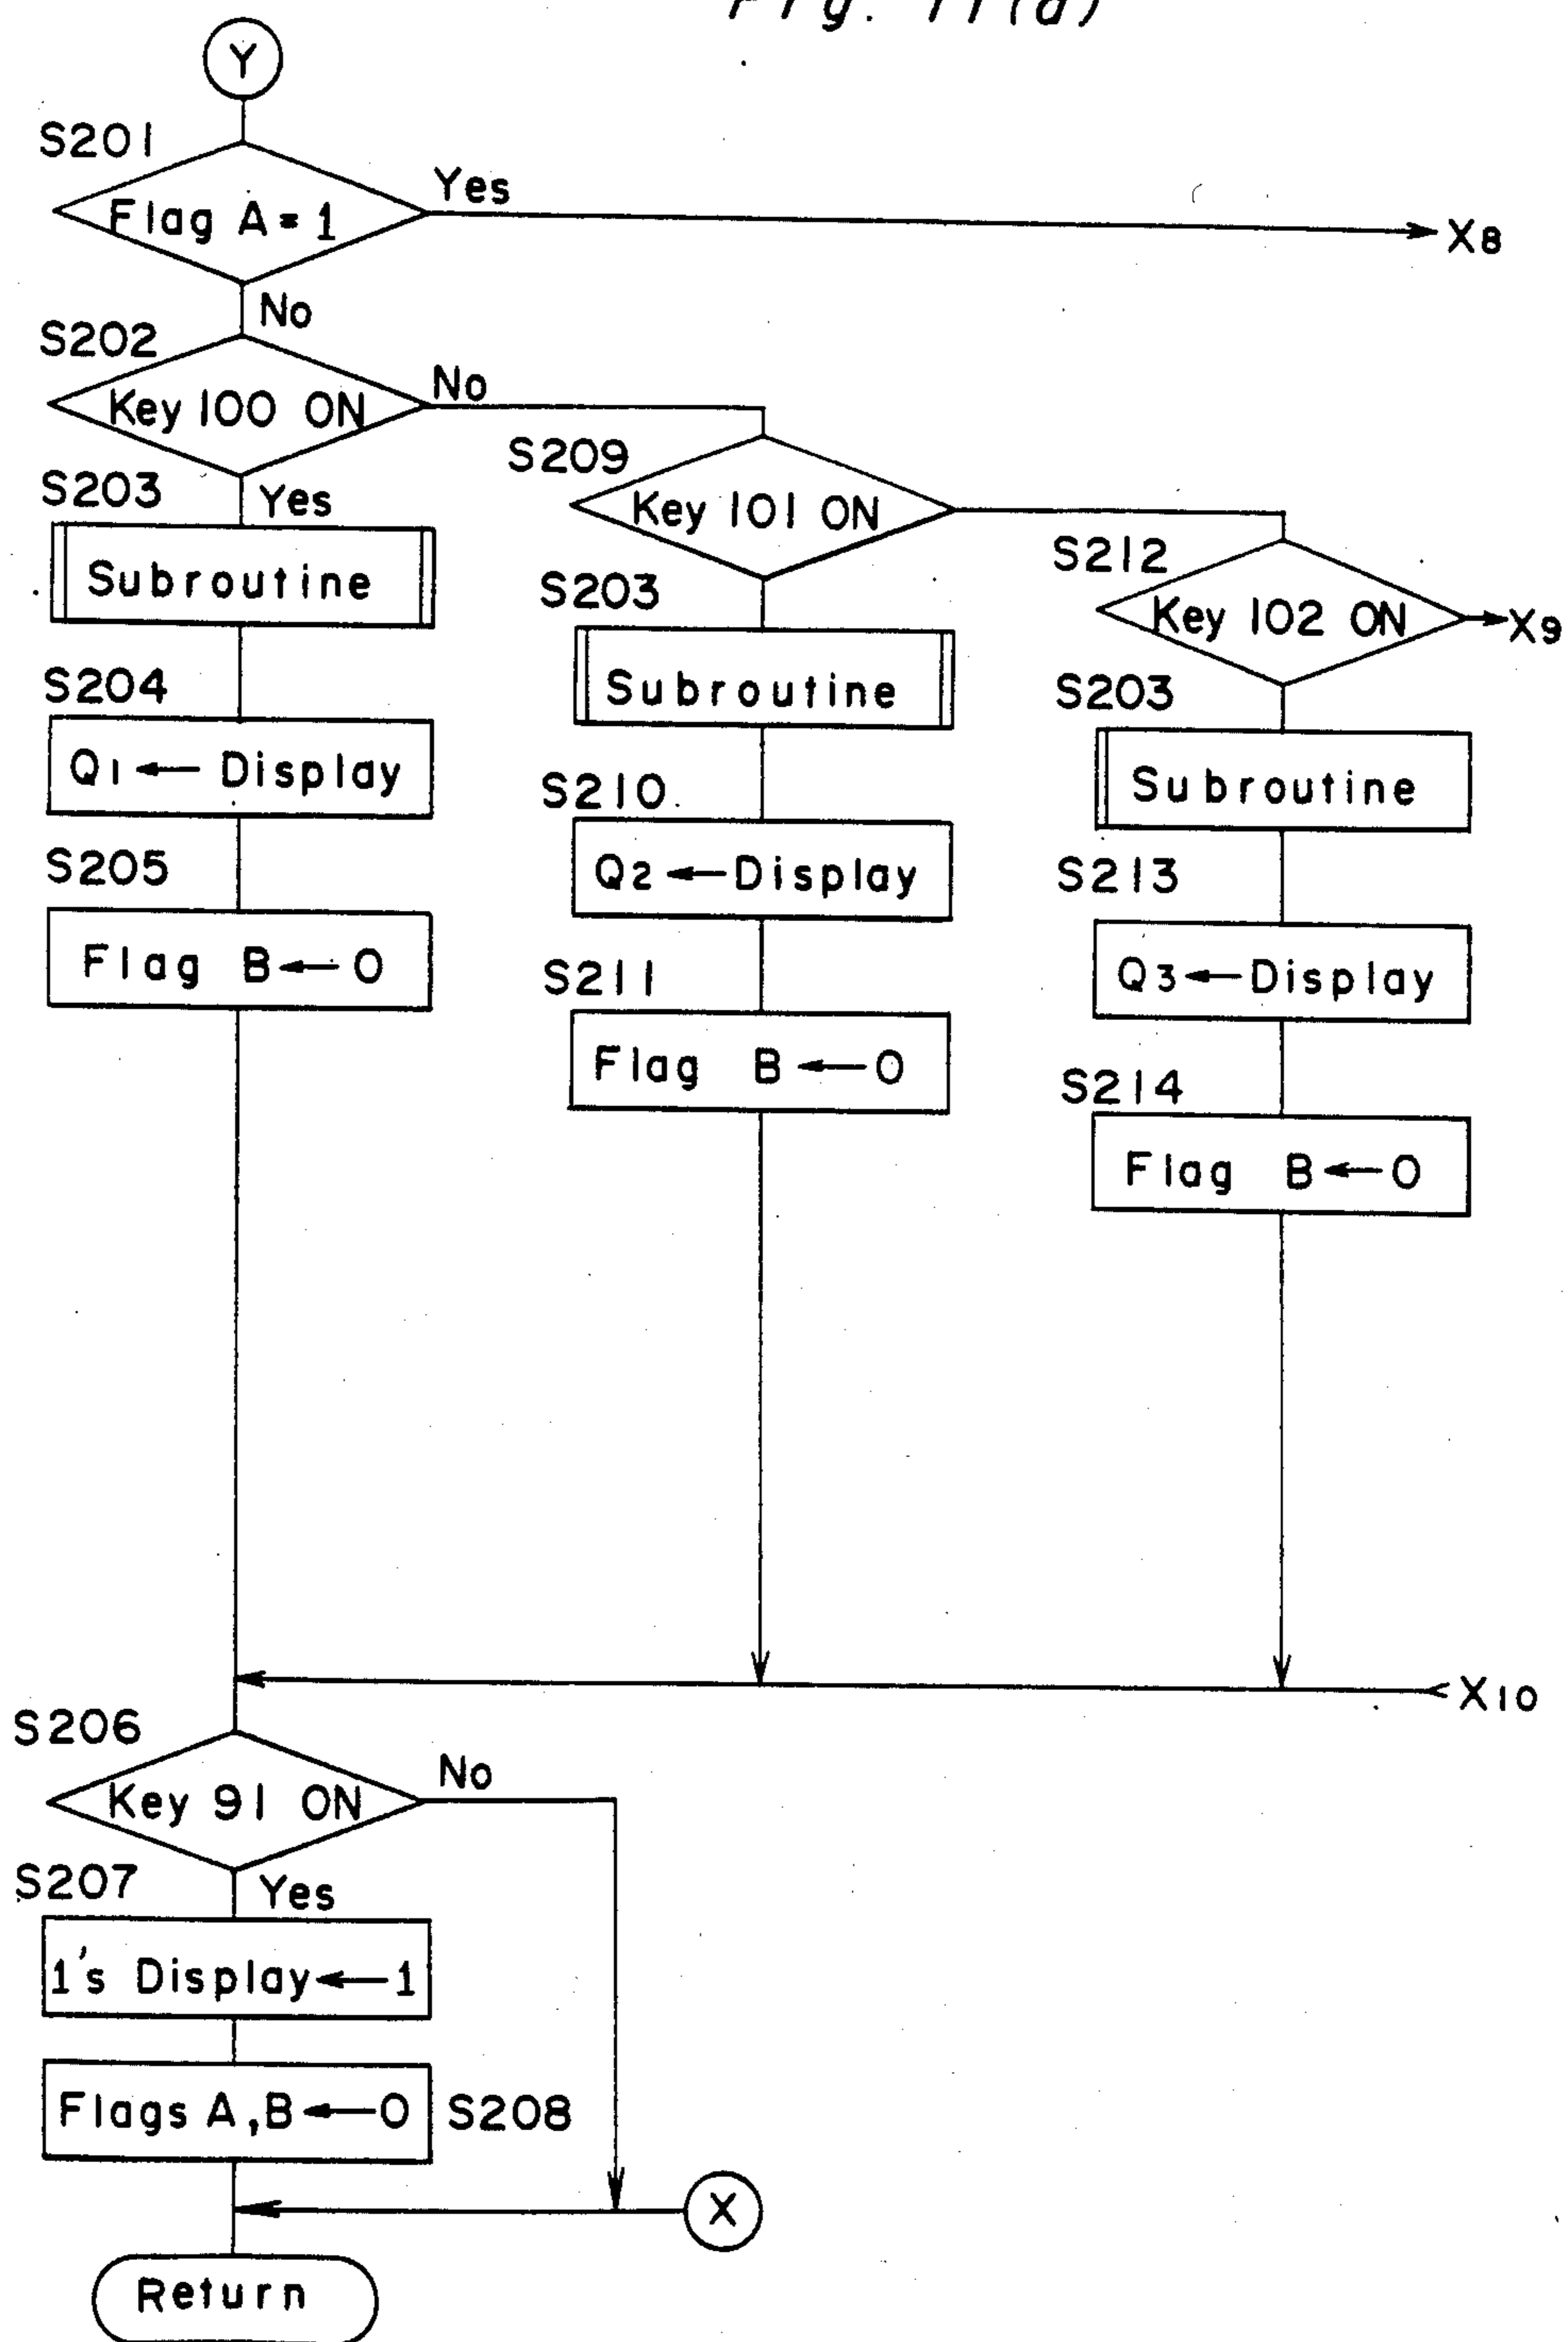 Fig. 11(a)
Y
S201
Flag A=1
Yes
X8
No
S202
Key 100 ON
No
S209
Key 101 ON
S212
Key 102 ON
X9
Yes
S203
Subroutine
S203
Subroutine
S203
Subroutine
S204
Q1←Display
S210
Q2←Display
S213
Q3←Display
S205
Flag B←0
S211
Flag B←0
S214
Flag B←0
X10
S206
Key 91 ON
No
Yes
S207
1's Display←1
Flags A,B←0
S208
X
Return